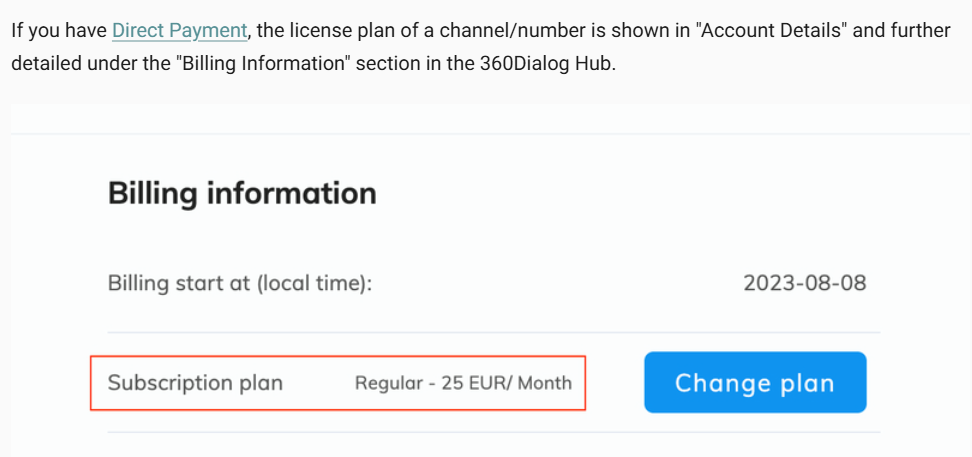 If you have Direct Payment, the license plan of a channel/number is shown in "Account Details" and further
detailed under the "Billing Information" section in the 360Dialog Hub.
Billing information
Billing start at (local time): 2023-08-08
Subscription plan Regular - 25 EUR/ Month Change plan